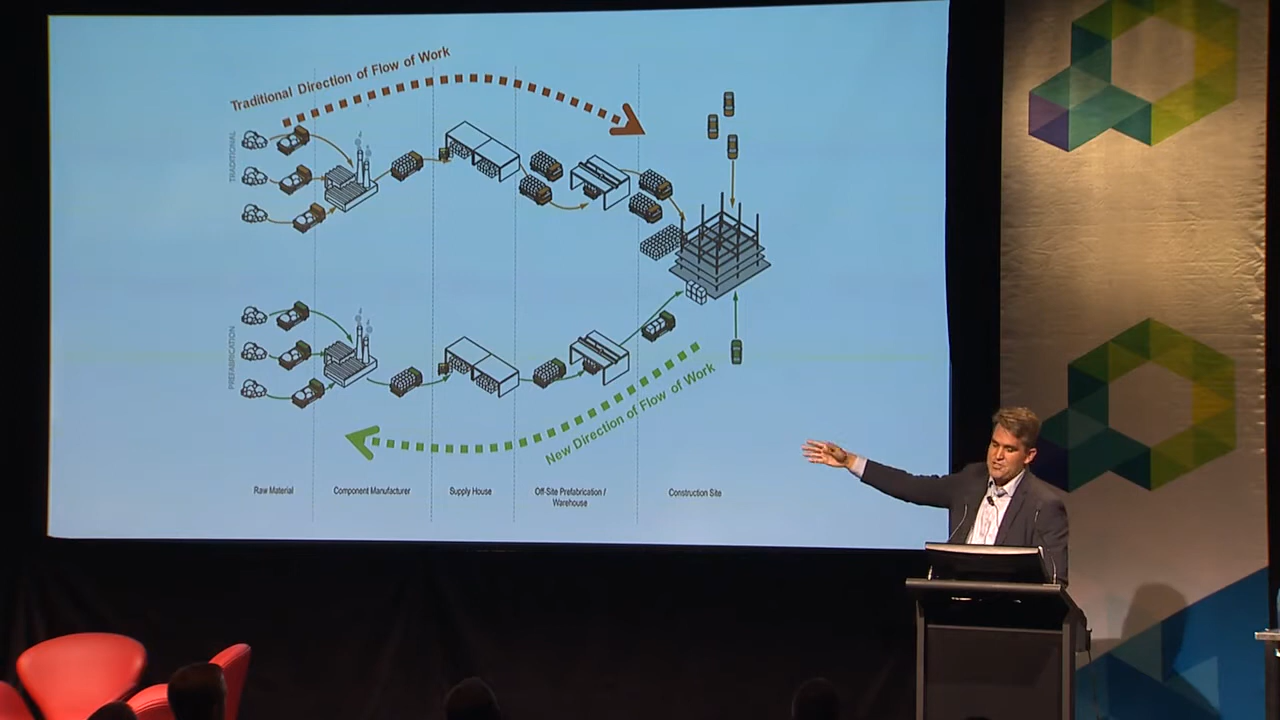 Traditional Direction of Flow of Work
TRADITIONAL
PREFABRICATION
New Direction of Flow of Work
Raw Material
Component Manufacturer
Supply House
Off-Site Prefabrication /
Warehouse
Construction Site